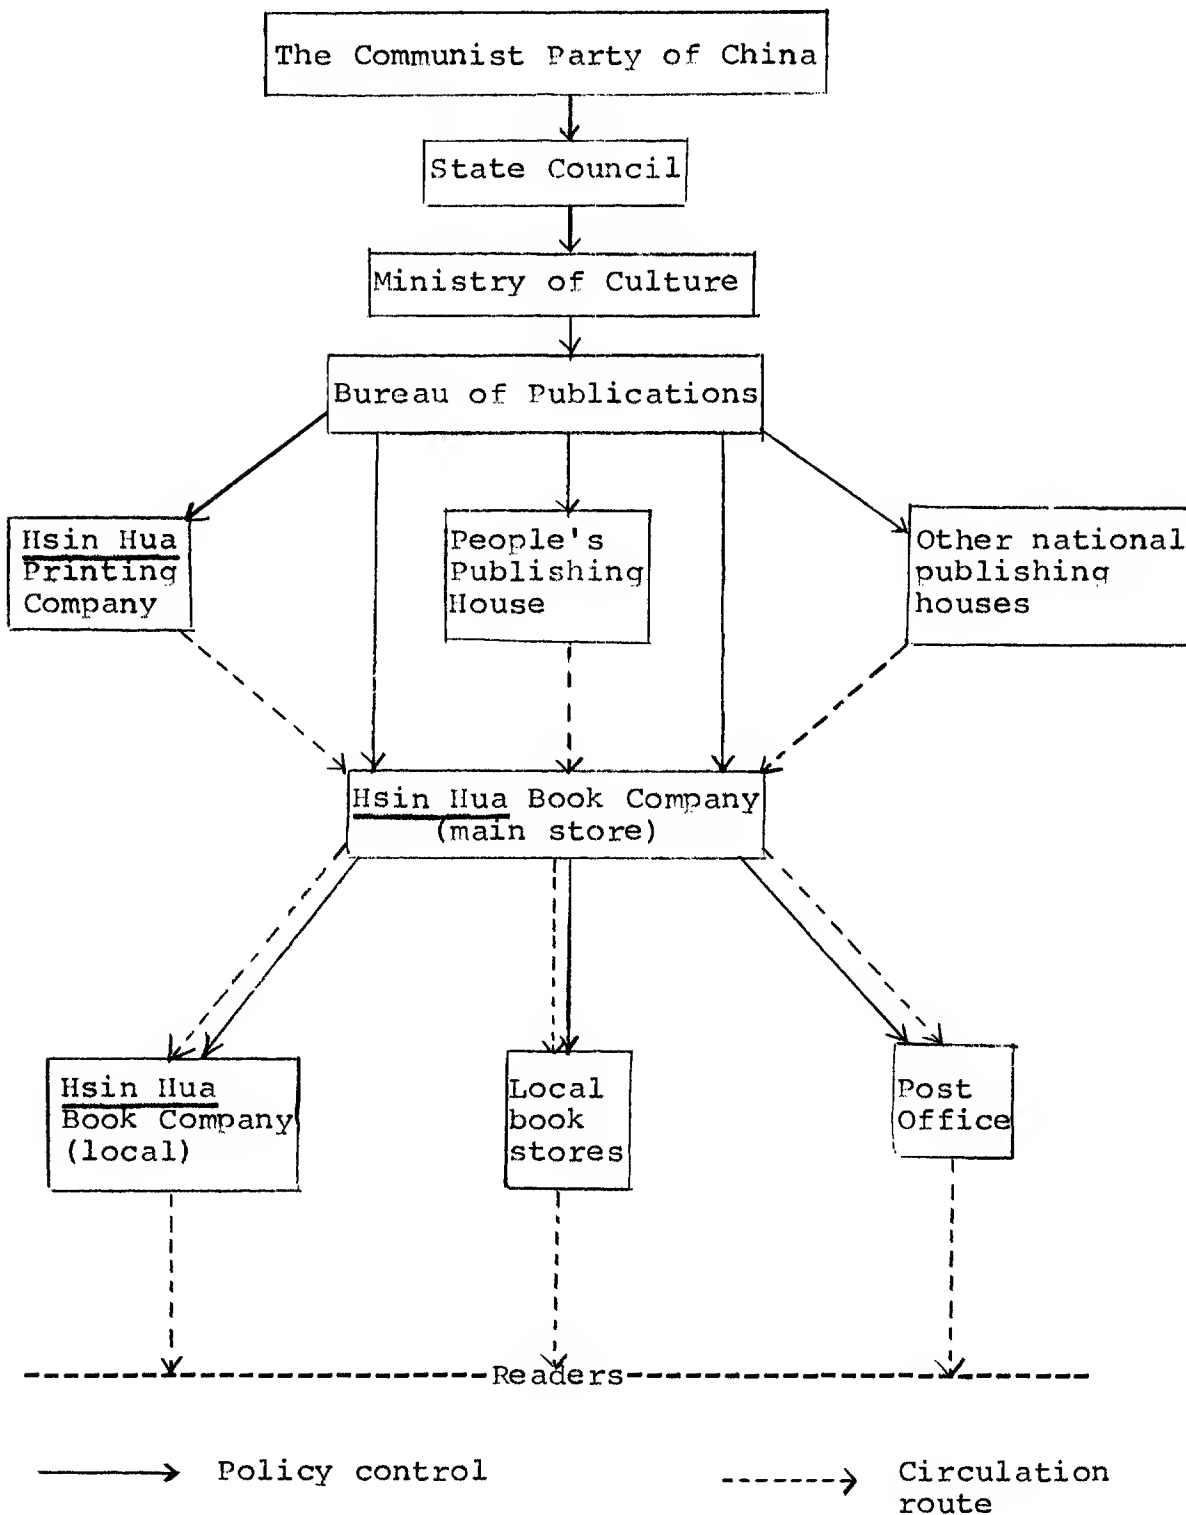 The Communist Party of China
State Council
Ministry of Culture
Bureau of Publications
Hsin Hua
Printing
Company
People's
Publishing
House
Other national
publishing
houses
Hsin Hua Book Company
(main store)
Hsin Hua
Book Company
(local)
Local
book
stores
Post
Office
Readers
Policy control
Circulation
route